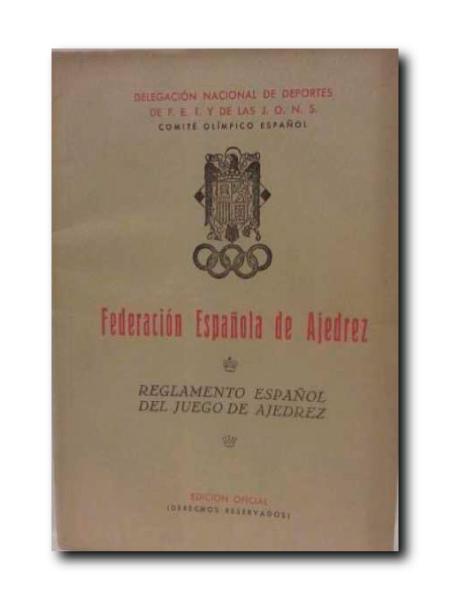 DELEGACIÓN NACIONAL DE DEPORTES
DE F. E. T. Y DE LAS J. O. N. S.
COMITÉ OLÍMPICO ESPAÑOL
Federación Española de Ajedrez
REGLAMENTO ESPAÑOL
DEL JUEGO DE AJEDREZ
EDICION OFICIAL
(DERECHOS RESERVADOS)